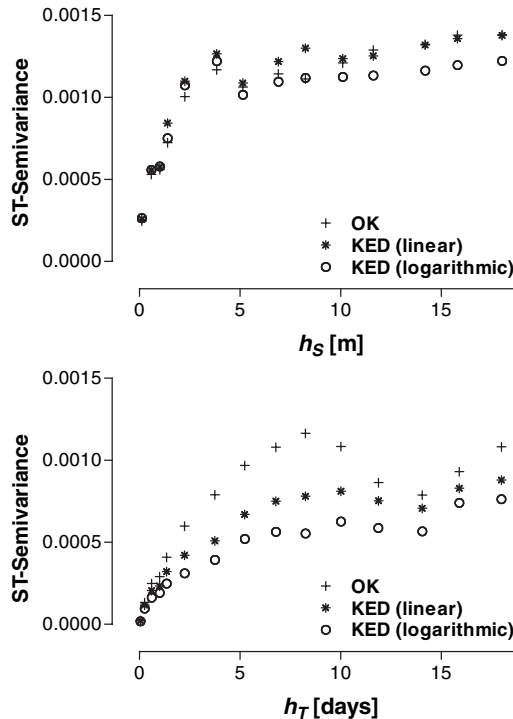 0.0015
0.0010
0.0005
0.0000
ST-Semivariance
OK
KED (linear)
KED (logarithmic)
0 5 10 15
hS [m]
0.0015
0.0010
0.0005
0.0000
ST-Semivariance
OK
KED (linear)
KED (logarithmic)
0 5 10 15
hT [days]